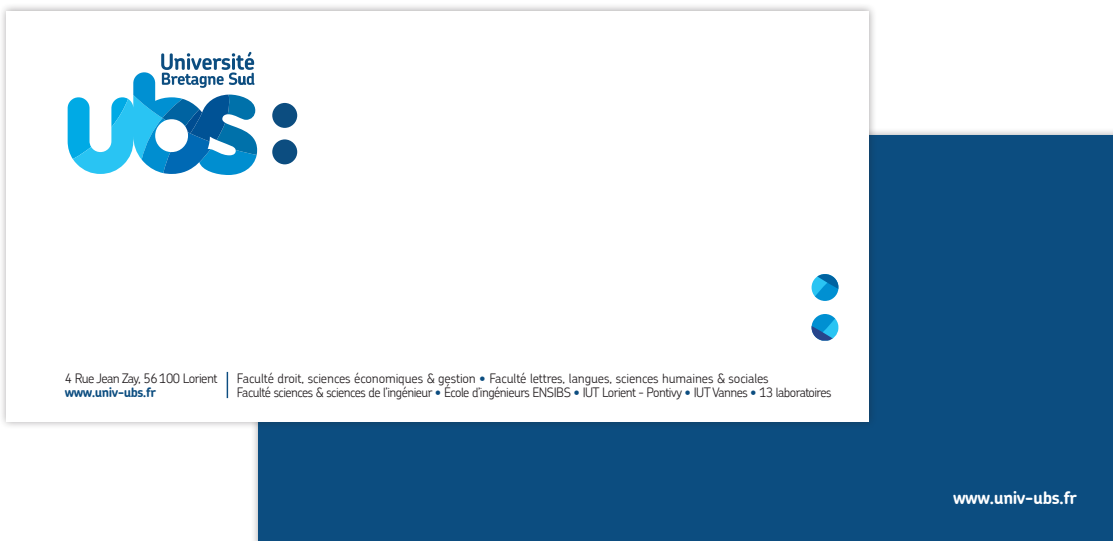 Université
Bretagne Sud
ubs:
4 Rue Jean Zay, 56100 Lorient
www.univ-ubs.fr
Faculté droit, sciences économiques & gestion • Faculté lettres, langues, sciences humaines & sociales
Faculté sciences & sciences de l'ingénieur • École d'ingénieurs ENSIBS • IUT Lorient - Pontivy • IUT Vannes • 13 laboratoires
www.univ-ubs.fr